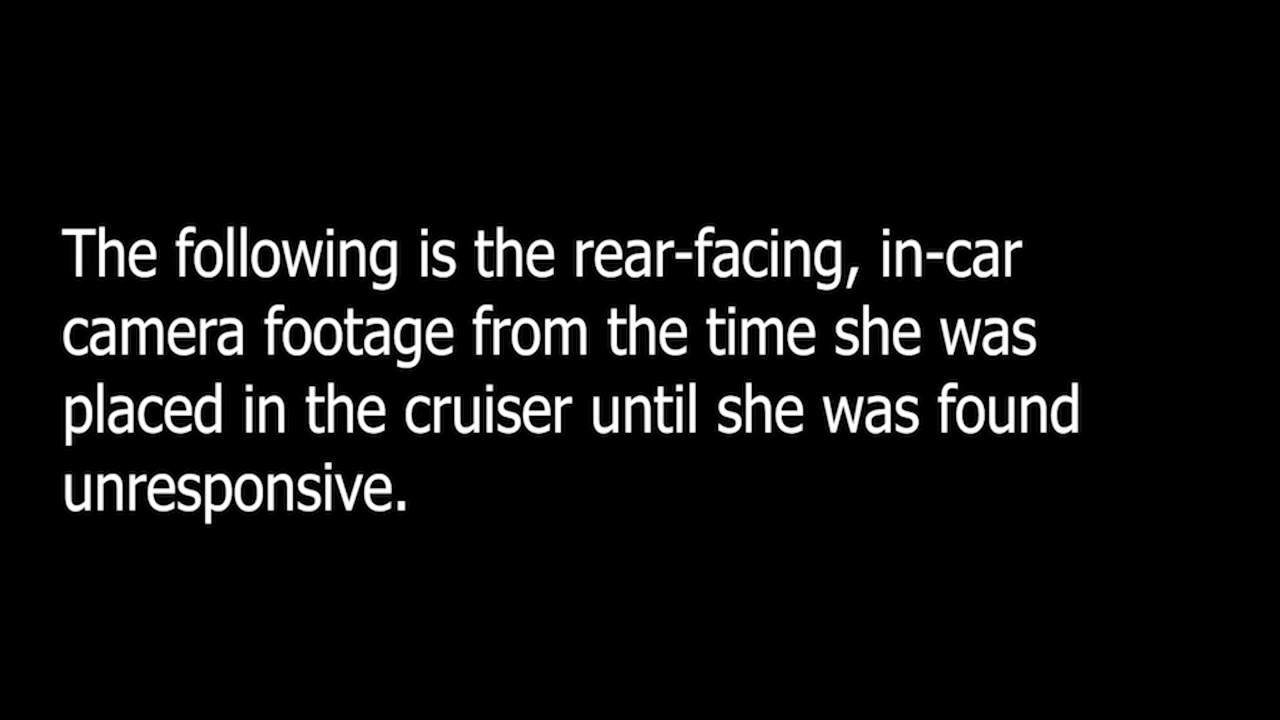 The following is the rear-facing, in-car
camera footage from the time she was
placed in the cruiser until she was found
unresponsive.